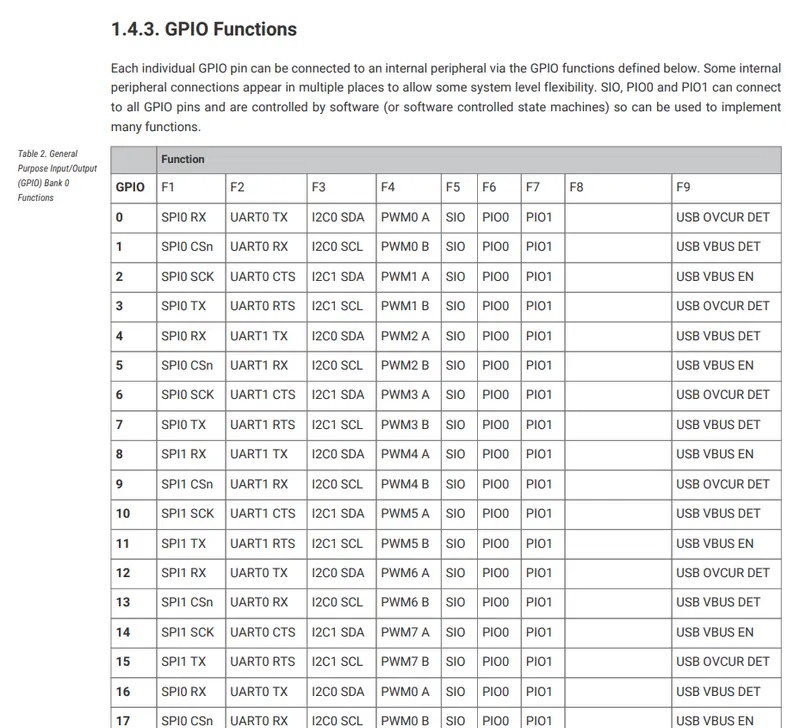 1.4.3. GPIO Functions
Each individual GPIO pin can be connected to an internal peripheral via the GPIO functions defined below. Some internal
peripheral connections appear in multiple places to allow some system level flexibility. SIO, PIO0 and PIO1 can connect
to all GPIO pins and are controlled by software (or software controlled state machines) so can be used to implement
many functions.
Table 2. General
Purpose Input/Output
(GPIO) Bank 0
Functions
Function
GPIO F1 F2 F3 F4 F5 F6 F7 F8 F9
0 SPI0 RX UART0 TX I2C0 SDA PWM0 A SIO PIO0 PIO1 USB OVCUR DET
1 SPI0 CSn UART0 RX I2C0 SCL PWM0 B SIO PIO0 PIO1 USB VBUS DET
2 SPI0 SCK UART0 CTS I2C1 SDA PWM1 A SIO PIO0 PIO1 USB VBUS EN
3 SPI0 TX UART0 RTS I2C1 SCL PWM1 B SIO PIO0 PIO1 USB OVCUR DET
4 SPI0 RX UART1 TX I2C0 SDA PWM2 A SIO PIO0 PIO1 USB VBUS DET
5 SPI0 CSn UART1 RX I2C0 SCL PWM2 B SIO PIO0 PIO1 USB VBUS EN
6 SPI0 SCK UART1 CTS I2C1 SDA PWM3 A SIO PIO0 PIO1 USB OVCUR DET
7 SPI0 TX UART1 RTS I2C1 SCL PWM3 B SIO PIO0 PIO1 USB VBUS DET
8 SPI1 RX UART1 TX I2C0 SDA PWM4 A SIO PIO0 PIO1 USB VBUS EN
9 SPI1 CSn UART1 RX I2C0 SCL PWM4 B SIO PIO0 PIO1 USB OVCUR DET
10 SPI1 SCK UART1 CTS I2C1 SDA PWM5 A SIO PIO0 PIO1 USB VBUS DET
11 SPI1 TX UART1 RTS I2C1 SCL PWM5 B SIO PIO0 PIO1 USB VBUS EN
12 SPI1 RX UART0 TX I2C0 SDA PWM6 A SIO PIO0 PIO1 USB OVCUR DET
13 SPI1 CSn UART0 RX I2C0 SCL PWM6 B SIO PIO0 PIO1 USB VBUS DET
14 SPI1 SCK UART0 CTS I2C1 SDA PWM7 A SIO PIO0 PIO1 USB VBUS EN
15 SPI1 TX UART0 RTS I2C1 SCL PWM7 B SIO PIO0 PIO1 USB OVCUR DET
16 SPI0 RX UART0 TX I2C0 SDA PWM0 A SIO PIO0 PIO1 USB VBUS DET
17 SPI0 CSn UART0 RX I2C0 SCL PWM0 B SIO PIO0 PIO1 USB VBUS EN